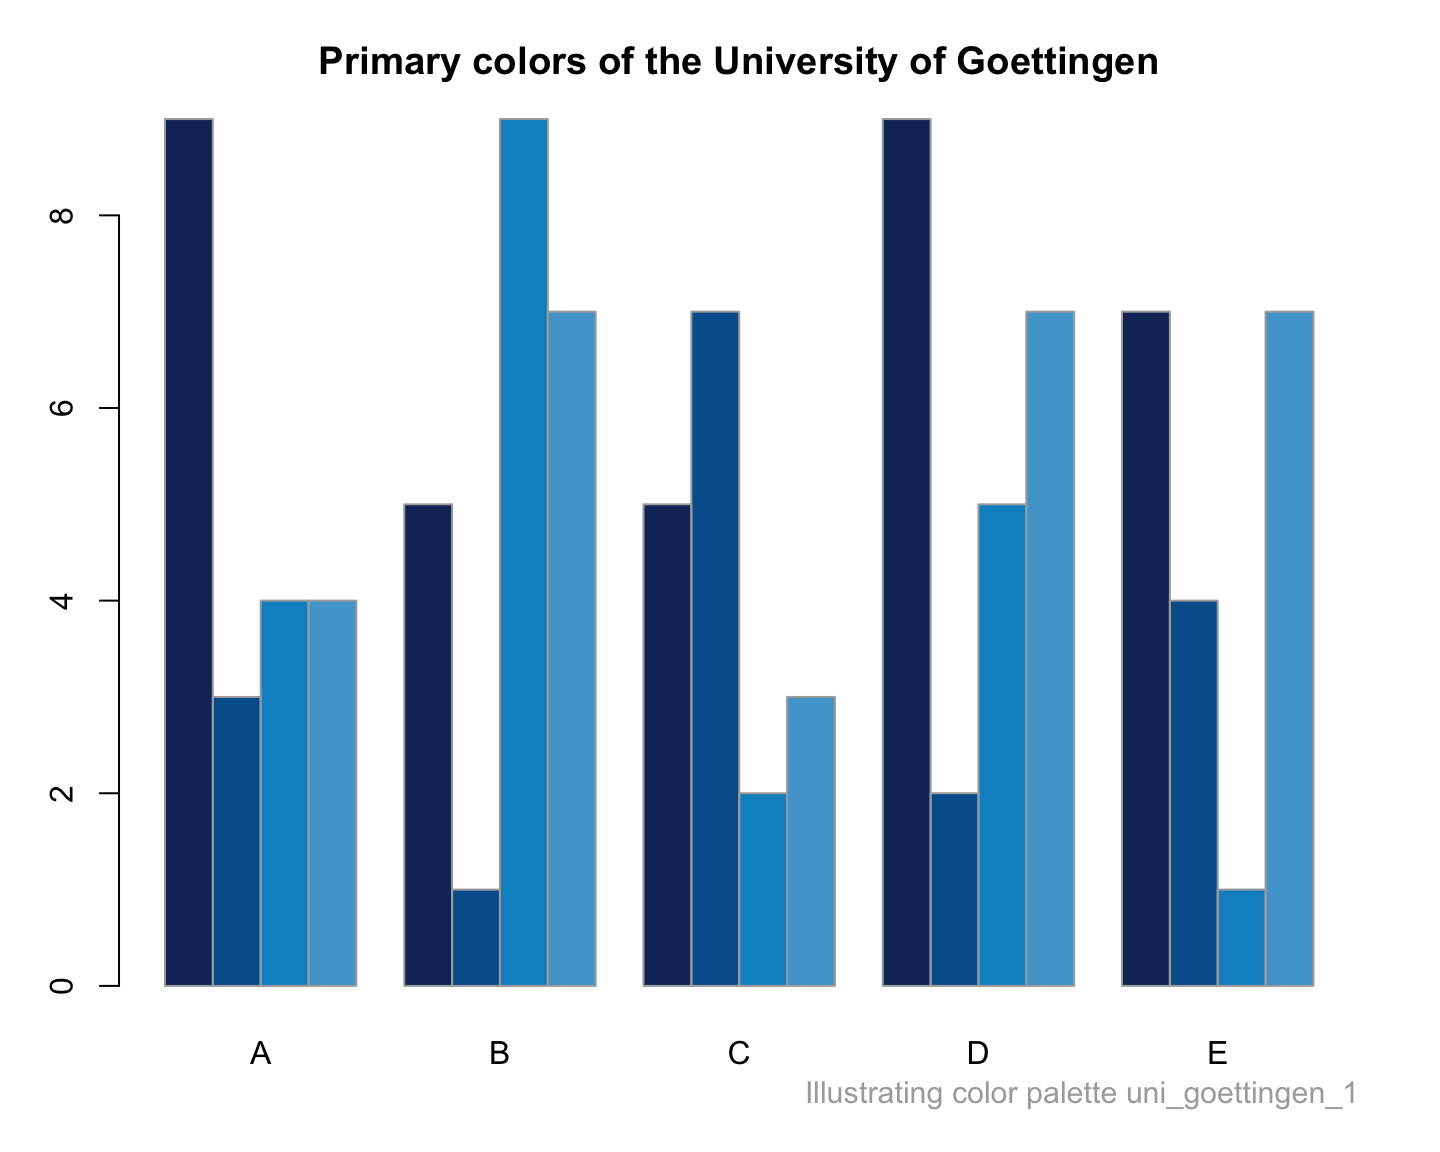 Primary colors of the University of Goettingen
8
6
4
2
0
A B C D E
Illustrating color palette uni_goettingen_1